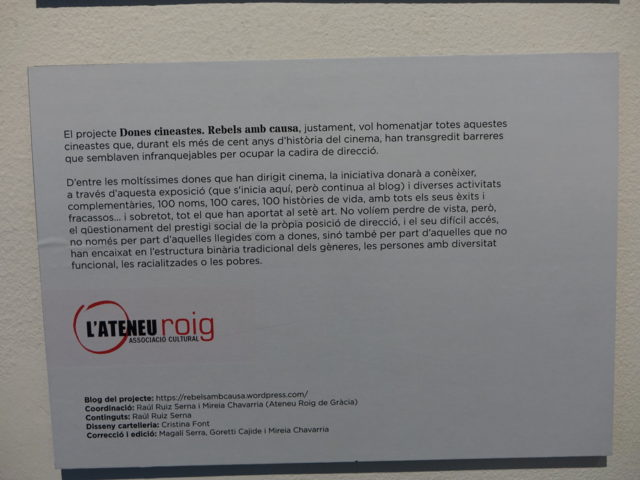 El projecte Dones cineastes. Rebels amb causa, justament, vol homenatjar totes aquestes
cineastes que, durant els més de cent anys d'història del cinema, han transgredit barreres
que semblaven infranquejables per ocupar la cadira de direcció.
D'entre les moltíssimes dones que han dirigit cinema, la iniciativa donarà a conèixer,
a través d'aquesta exposició (que s'inicia aquí, però continua al blog) i diverses activitats
complementàries, 100 noms, 100 cares, 100 històries de vida, amb tots els seus èxits i
fracassos... i sobretot, tot el que han aportat al setè art. No volíem perdre de vista, però,
el qüestionament del prestigi social de la pròpia posició de direcció, i el seu difícil accés,
no només per part d'aquelles llegides com a dones, sinó també per part d'aquelles que no
han encaixat en l'estructura binària tradicional dels gèneres, les persones amb diversitat
funcional, les racialitzades o les pobres.
L'ATENEU roig
ASSOCIACIÓ CULTURAL
Blog del projecte: https://rebelsambcausa.wordpress.com/
Coordinació: Raúl Ruiz Serna i Mireia Chavarria (Ateneu Roig de Gràcia)
Continguts: Raúl Ruiz Serna
Disseny cartelleria: Cristina Font
Correcció i edició: Magalí Serra, Goretti Cajide i Mireia Chavarria